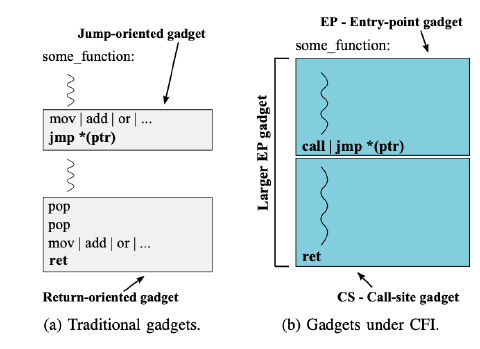 Jump-oriented gadget
some_function:
mov | add | or | ...
jmp *(ptr)
pop
pop
mov | add | or | ...
ret
Return-oriented gadget
(a) Traditional gadgets.
EP - Entry-point gadget
some_function:
Larger EP gadget
call | jmp *(ptr)
ret
CS - Call-site gadget
(b) Gadgets under CFI.